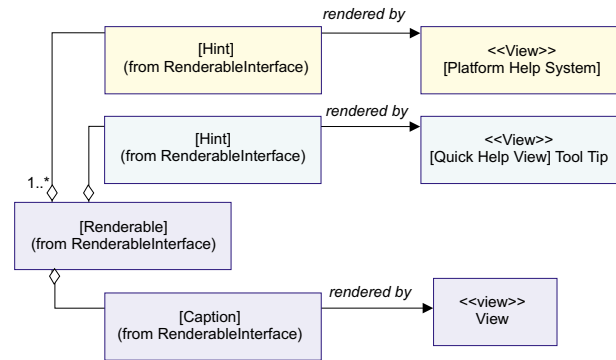 [Hint]
(from RenderableInterface)
rendered by
<<View>>
[Platform Help System]
[Hint]
(from RenderableInterface)
rendered by
<<View>>
[Quick Help View] Tool Tip
1..*
[Renderable]
(from RenderableInterface)
[Caption]
(from RenderableInterface)
rendered by
<<view>>
View